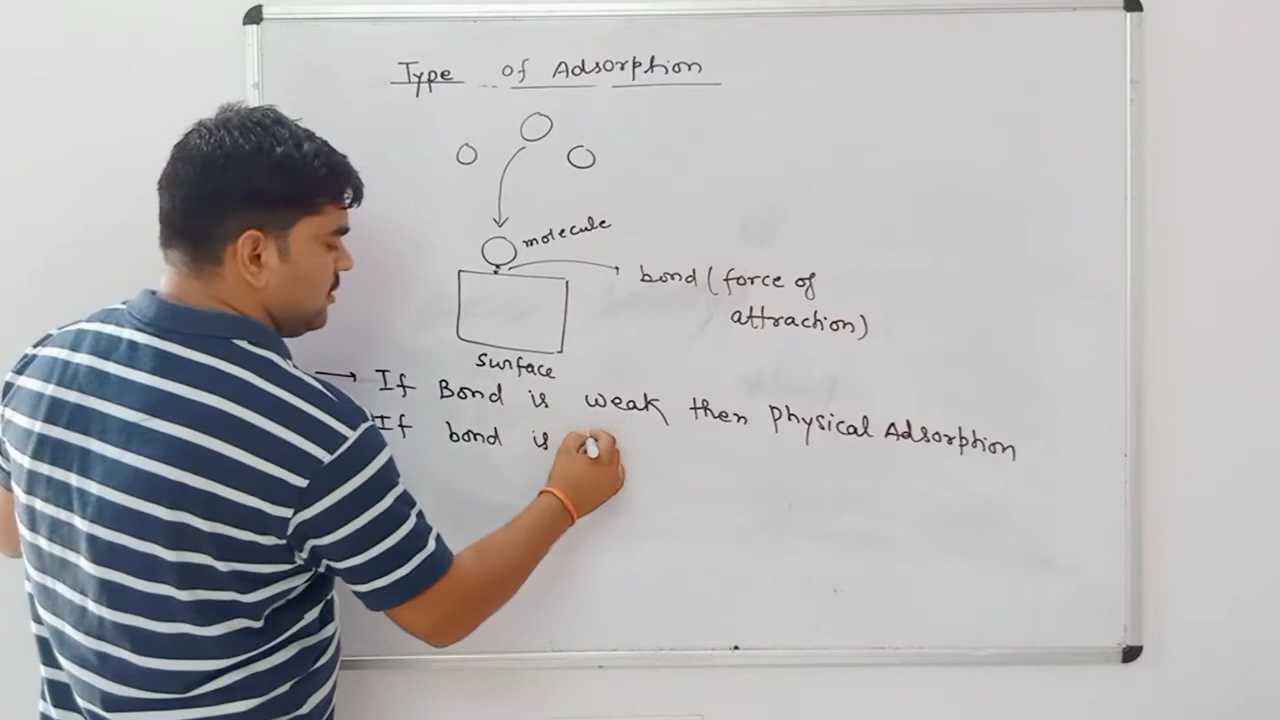 Type of Adsorption
molecule
bond (force of
attraction)
Surface
→ If Bond is weak then Physical Adsorption
If bond is